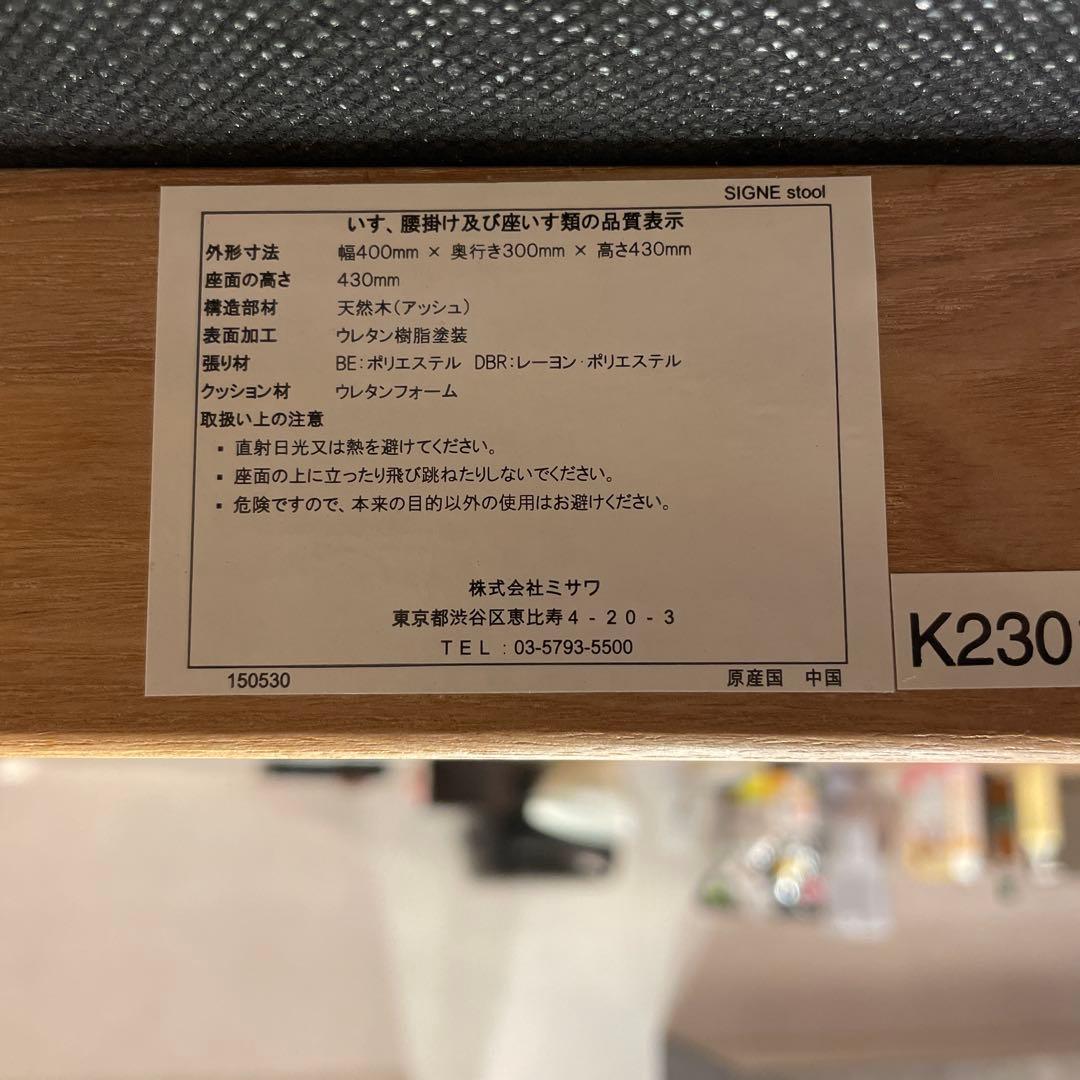 SIGNE stool
いす、腰掛け及び座いす類の品質表示
外形寸法 幅400mm × 奥行き300mm × 高さ430mm
座面の高さ 430mm
構造部材 天然木(アッシュ)
表面加工 ウレタン樹脂塗装
張り材 BE:ポリエステル DBR:レーヨン・ポリエステル
クッション材 ウレタンフォーム
取扱い上の注意
▪ 直射日光又は熱を避けてください。
▪ 座面の上に立ったり飛び跳ねたりしないでください。
▪ 危険ですので、本来の目的以外の使用はお避けください。
株式会社ミサワ
東京都渋谷区恵比寿4-20-3
TEL:03-5793-5500
150530 原産国 中国
K230